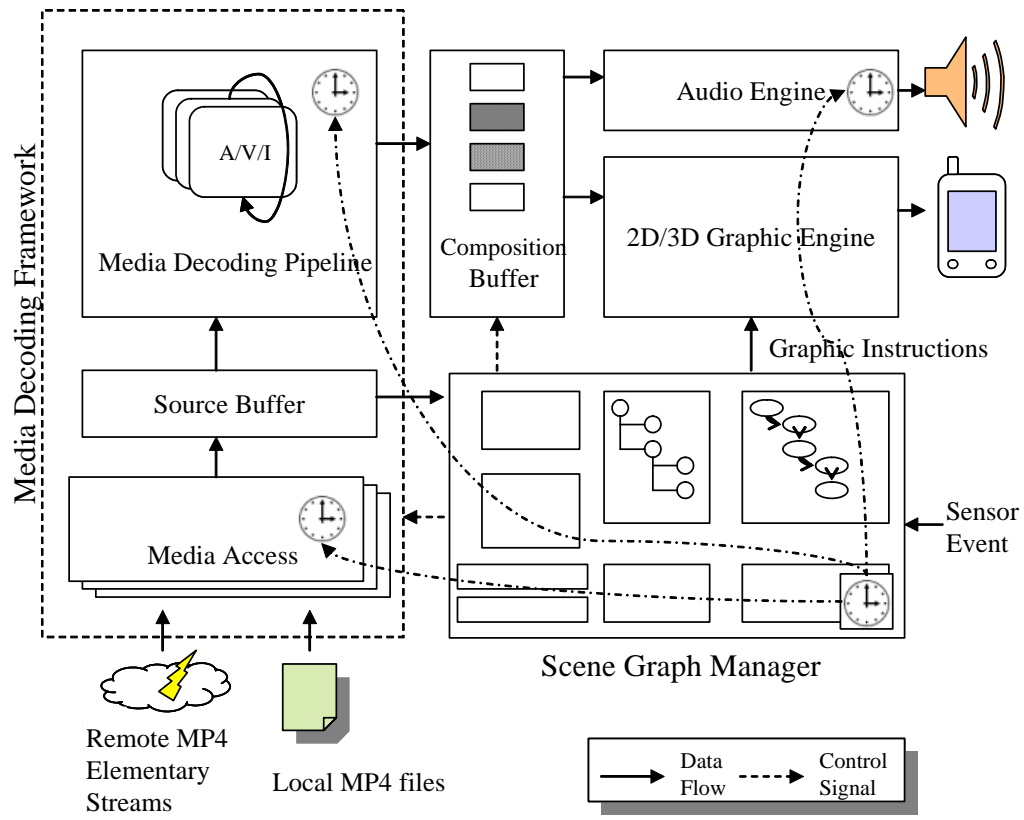 Media Decoding Framework
A/V/I
Media Decoding Pipeline
Composition
Buffer
Audio Engine
2D/3D Graphic Engine
Graphic Instructions
Source Buffer
Media Access
Sensor
Event
Scene Graph Manager
Remote MP4
Elementary
Streams
Local MP4 files
Data
Flow
Control
Signal